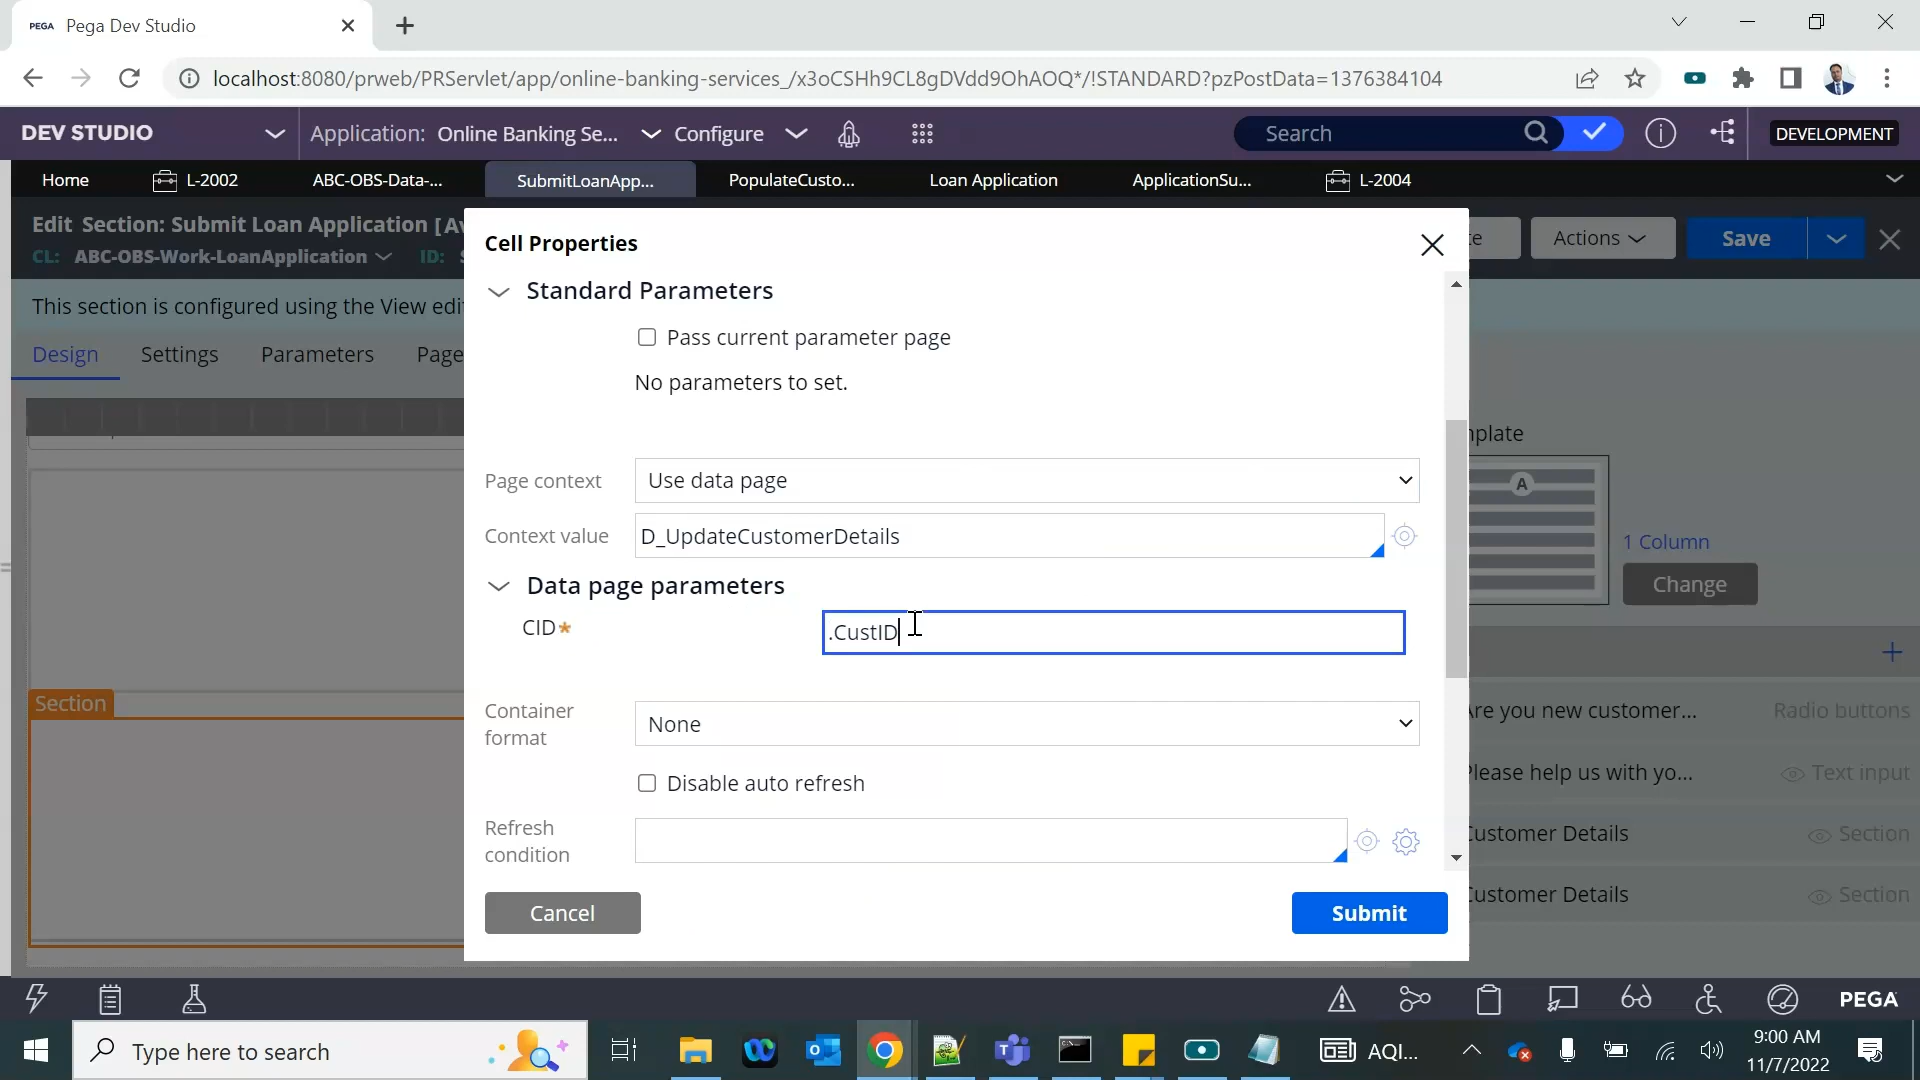 PEGA Pega Dev Studio
localhost:8080/prweb/PRServlet/app/online-banking-services_/x3oCSHh9CL8gDVdd9OhAOQ*/!STANDARD?pzPostData=1376384104
DEV STUDIO Application: Online Banking Se... Configure Search DEVELOPMENT
Home L-2002 ABC-OBS-Data-... SubmitLoanApp... PopulateCusto... Loan Application ApplicationSu... L-2004
Edit Section: Submit Loan Application [Av
CL: ABC-OBS-Work-LoanApplication ID:
Actions Save
This section is configured using the View edi
Design Settings Parameters Page
Cell Properties
Standard Parameters
Pass current parameter page
No parameters to set.
Page context Use data page
Context value D_UpdateCustomerDetails
Data page parameters
CID* .CustID
Container
format
None
Disable auto refresh
Refresh
condition
Cancel Submit
Section
A
1 Column
Change
Are you new customer... Radio buttons
Please help us with yo... Text input
Customer Details Section
Customer Details Section
PEGA
Type here to search
AQI...
9:00 AM
11/7/2022